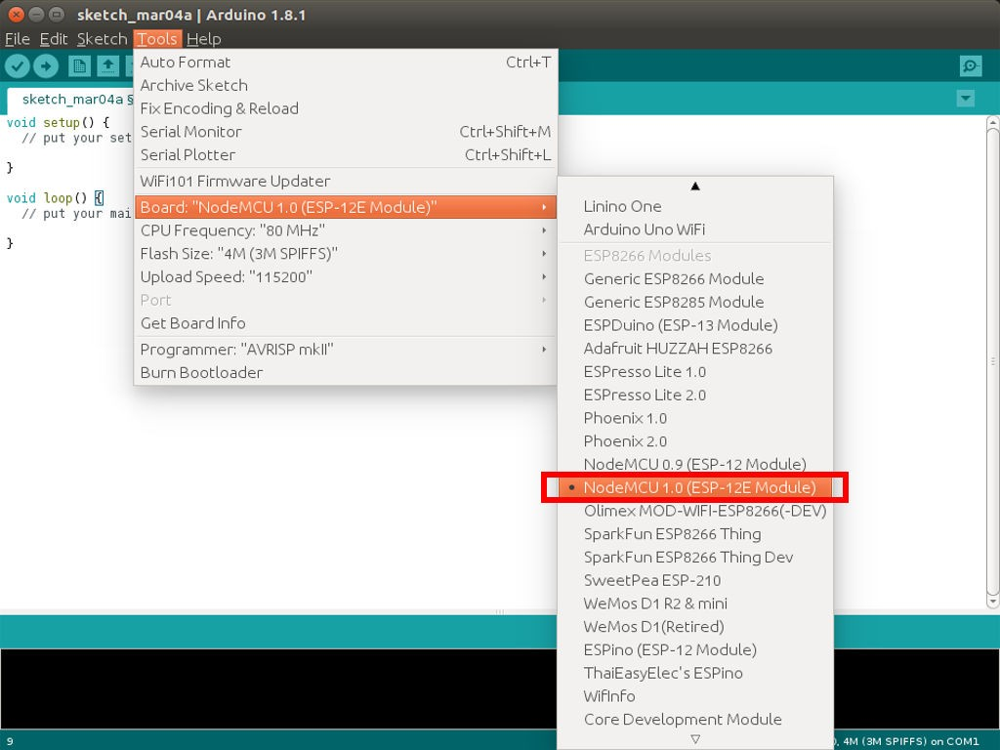 sketch_mar04a | Arduino 1.8.1
File Edit Sketch Tools Help
sketch_mar04a §
void setup() {
// put your set
}
void loop() {
// put your mai
}
Auto Format Ctrl+T
Archive Sketch
Fix Encoding & Reload
Serial Monitor Ctrl+Shift+M
Serial Plotter Ctrl+Shift+L
WiFi101 Firmware Updater
Board: "NodeMCU 1.0 (ESP-12E Module)"
CPU Frequency: "80 MHz"
Flash Size: "4M (3M SPIFFS)"
Upload Speed: "115200"
Port
Get Board Info
Programmer: "AVRISP mkII"
Burn Bootloader
Linino One
Arduino Uno WiFi
ESP8266 Modules
Generic ESP8266 Module
Generic ESP8285 Module
ESPDuino (ESP-13 Module)
Adafruit HUZZAH ESP8266
ESPresso Lite 1.0
ESPresso Lite 2.0
Phoenix 1.0
Phoenix 2.0
NodeMCU 0.9 (ESP-12 Module)
NodeMCU 1.0 (ESP-12E Module)
Olimex MOD-WIFI-ESP8266(-DEV)
SparkFun ESP8266 Thing
SparkFun ESP8266 Thing Dev
SweetPea ESP-210
WeMos D1 R2 & mini
WeMos D1(Retired)
ESPino (ESP-12 Module)
ThaiEasyElec's ESPino
WifInfo
Core Development Module
9
, 4M (3M SPIFFS) on COM1